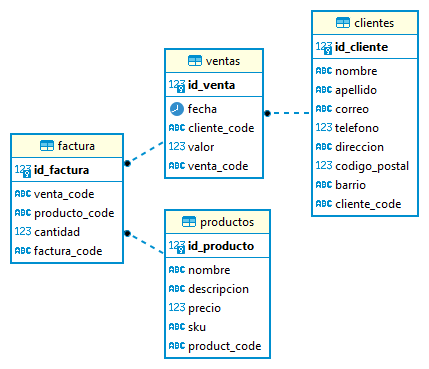 clientes
123 id_cliente
ABC nombre
ABC apellido
ABC correo
123 telefono
ABC direccion
123 codigo_postal
ABC barrio
ABC cliente_code
ventas
123 id_venta
fecha
ABC cliente_code
123 valor
ABC venta_code
factura
123 id_factura
ABC venta_code
ABC producto_code
123 cantidad
ABC factura_code
productos
123 id_producto
ABC nombre
ABC descripcion
123 precio
ABC sku
ABC product_code